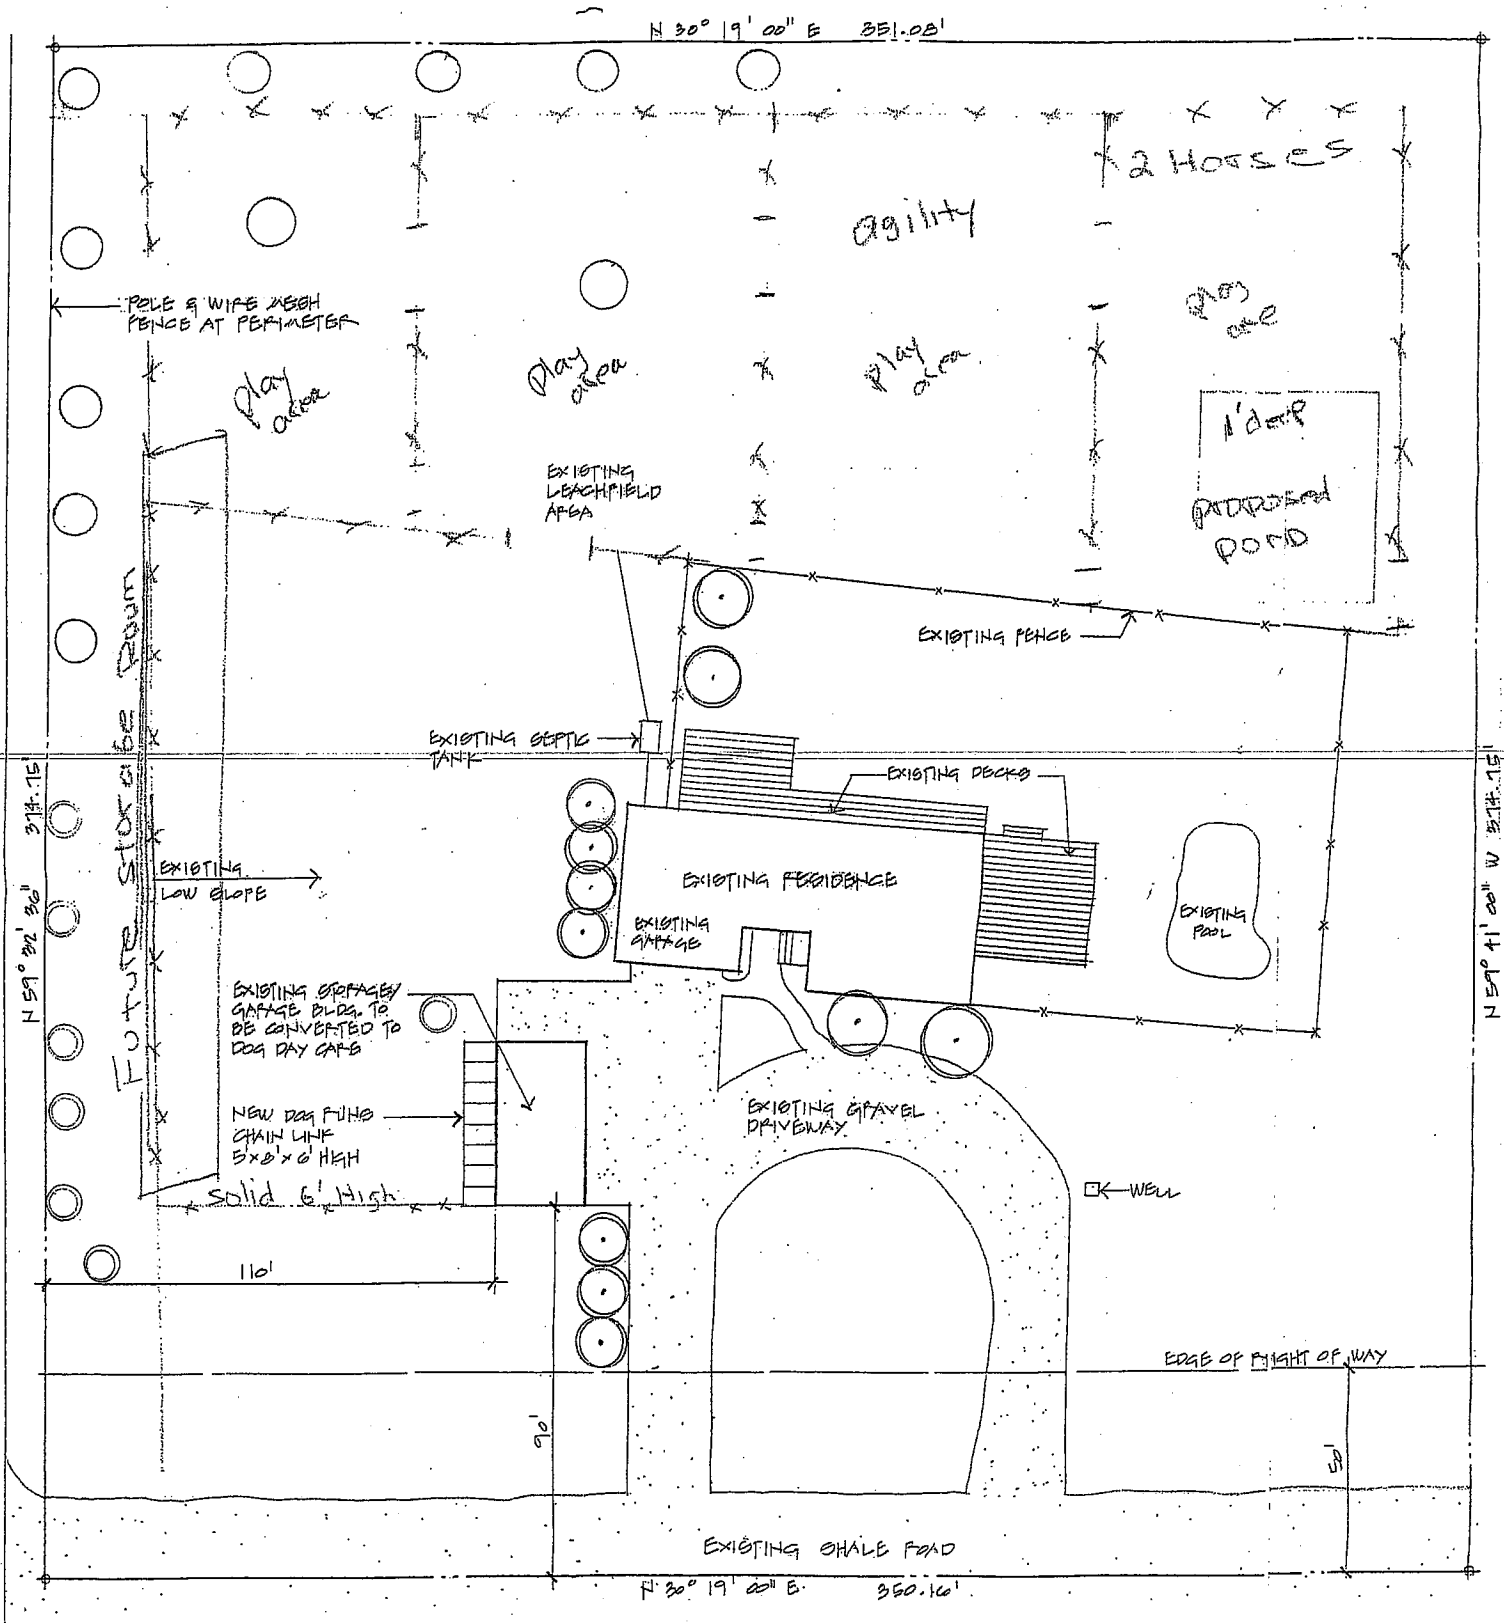 N 30° 19' 00" E 351.08'
2 Horses
agility
POLE & WIRE MESH
FENCE AT PERIMETER
play
area
play
area
play
area
play
are
1' deep
proposed
pond
EXISTING
LEACHFIELD
AREA
EXISTING FENCE
Future Storage Room
EXISTING SEPTIC
TANK
EXISTING DECKS
N 59° 32' 36" 374.75'
EXISTING
LOW SLOPE
EXISTING RESIDENCE
EXISTING
GARAGE
EXISTING
POOL
N 59° 41' 00" W 374.75'
EXISTING STORAGE/
GARAGE BLDG. TO
BE CONVERTED TO
DOG DAY CARE
NEW DOG RUNS
CHAIN LINK
5'x8'x6' HIGH
EXISTING GRAVEL
DRIVEWAY
WELL
Solid 6' High
110'
EDGE OF RIGHT OF WAY
90'
50'
EXISTING SHALE ROAD
N 30° 19' 00" E. 350.16'